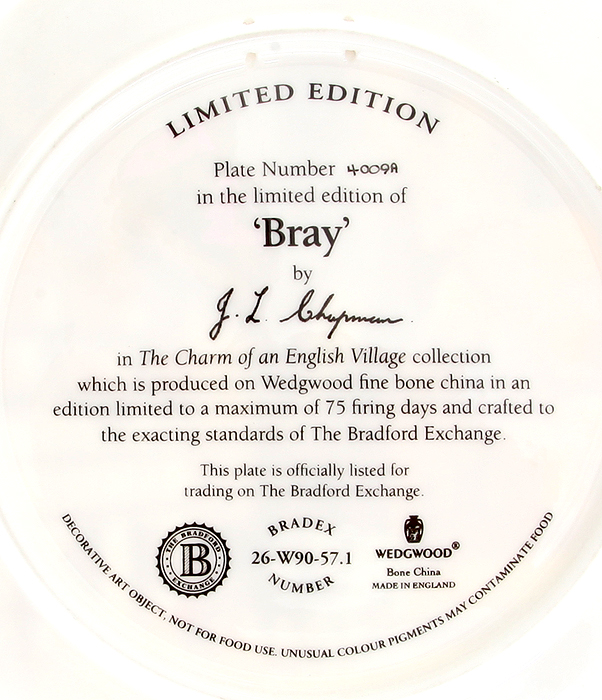 LIMITED EDITION
Plate Number 4009A
in the limited edition of
‘Bray’
by
J. L. Chapman.
in The Charm of an English Village collection
which is produced on Wedgwood fine bone china in an
edition limited to a maximum of 75 firing days and crafted to
the exacting standards of The Bradford Exchange.
This plate is officially listed for
trading on The Bradford Exchange.
THE BRADFORD
B
EXCHANGE
BRADEX
26-W90-57.1
NUMBER
WEDGWOOD®
Bone China
MADE IN ENGLAND
DECORATIVE ART OBJECT, NOT FOR FOOD USE. UNUSUAL COLOUR PIGMENTS MAY CONTAMINATE FOOD